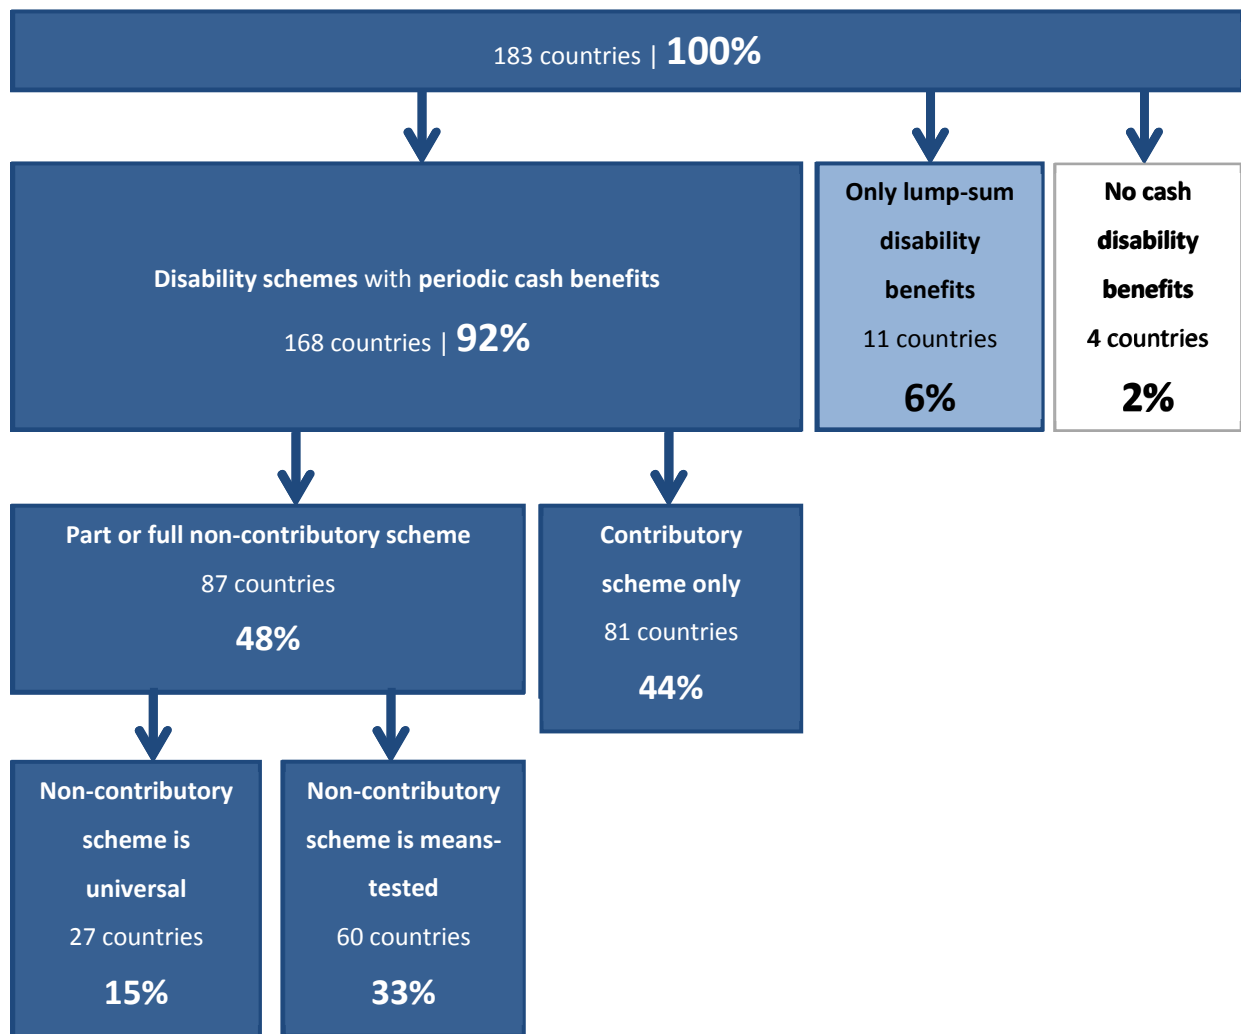 183 countries | 100%
Disability schemes with periodic cash benefits
168 countries | 92%
Only lump-sum
disability
benefits
11 countries
6%
No cash
disability
benefits
4 countries
2%
Part or full non-contributory scheme
87 countries
48%
Contributory
scheme only
81 countries
44%
Non-contributory
scheme is
universal
27 countries
15%
Non-contributory
scheme is means-
tested
60 countries
33%